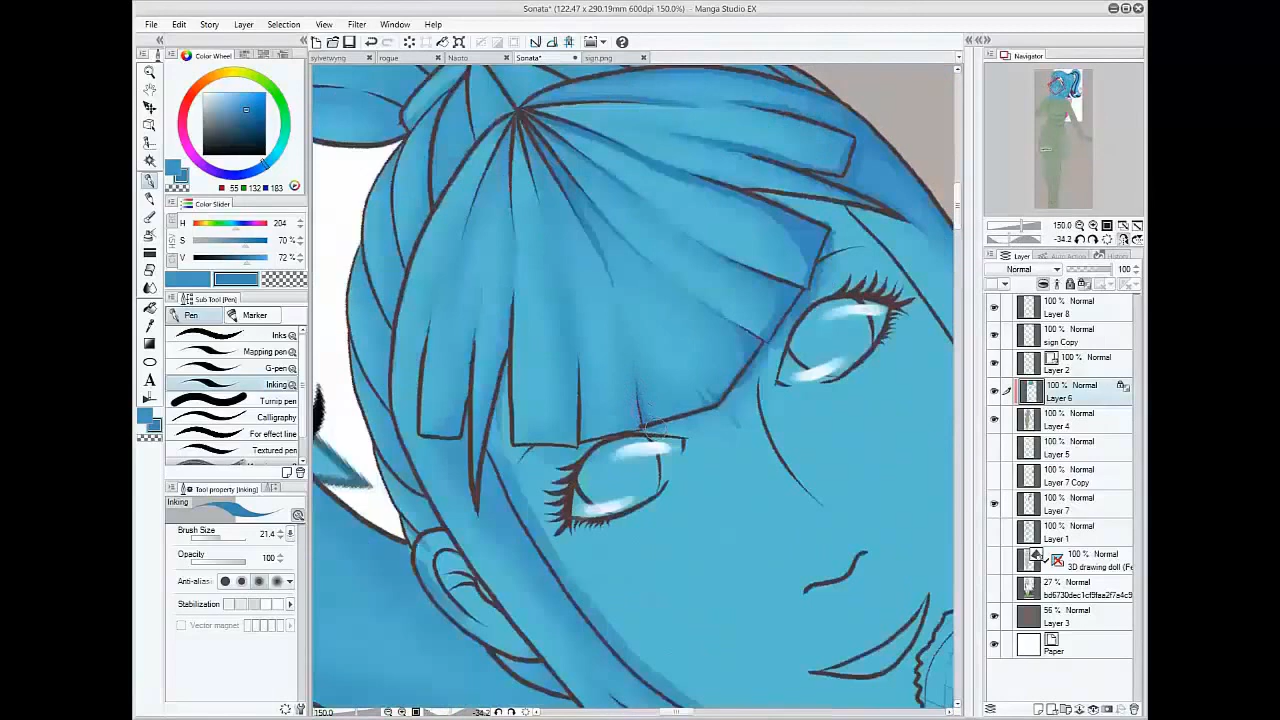 Sonata* (122.47 x 290.19mm 600dpi 150.0%) - Manga Studio EX
File Edit Story Layer Selection View Filter Window Help
Color Wheel
sylvetwyng rogue Naoto Sonata* sign.png
Navigator
55 132 183
Color Slider
H 204
S 70 %
V 72 %
150.0
-34.2
Layer Auto Action History
Normal 100
Sub Tool [Pen]
Pen Marker
Inks
Mapping pen
G-pen
Inking
Turnip pen
Calligraphy
For effect line
Textured pen
100 % Normal
Layer 8
100 % Normal
sign Copy
100 % Normal
Layer 2
100 % Normal
Layer 6
100 % Normal
Layer 4
100 % Normal
Layer 5
100 % Normal
Layer 7 Copy
100 % Normal
Layer 7
100 % Normal
Layer 1
100 % Normal
3D drawing doll (Fe
27 % Normal
bd6730dec1cf9faa2f7a4c9
56 % Normal
Layer 3
Paper
Tool property [Inking]
Inking
Brush Size 21.4
Opacity 100
Anti-alias
Stabilization
Vector magnet
150.0 -34.2